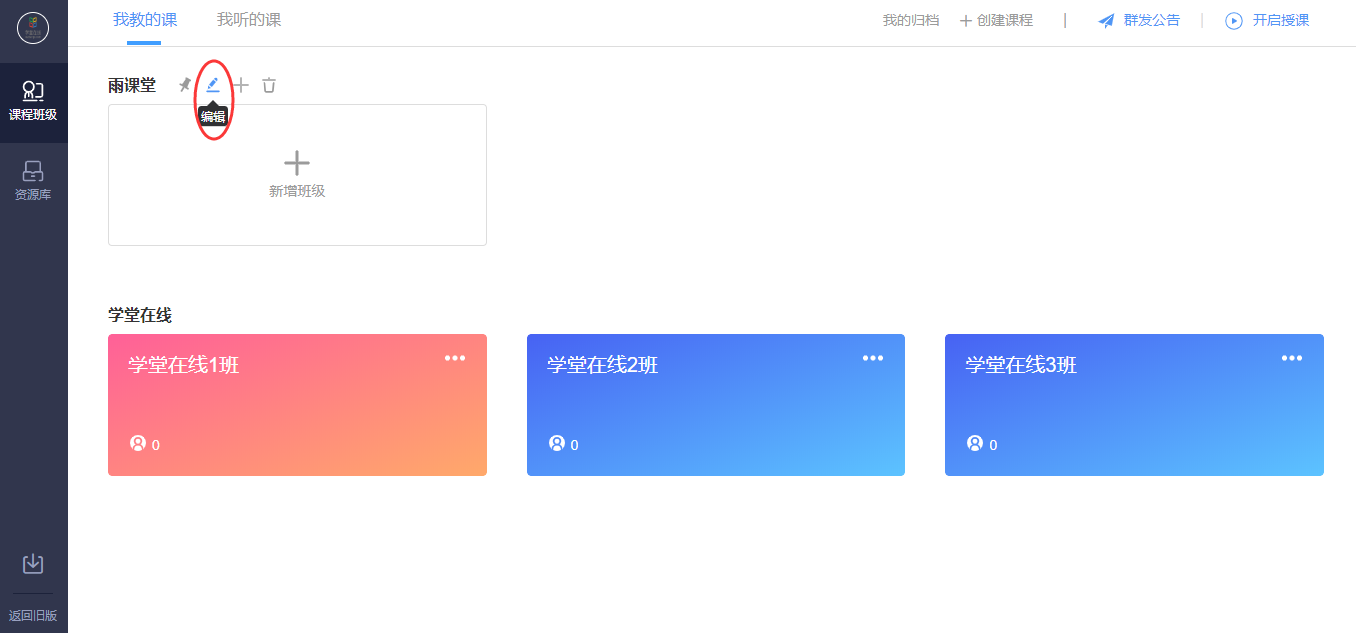 我教的课
我听的课
我的归档
创建课程
群发公告
开启授课
课程班级
资源库
返回旧版
雨课堂
编辑
新增班级
学堂在线
学堂在线1班
0
学堂在线2班
0
学堂在线3班
0